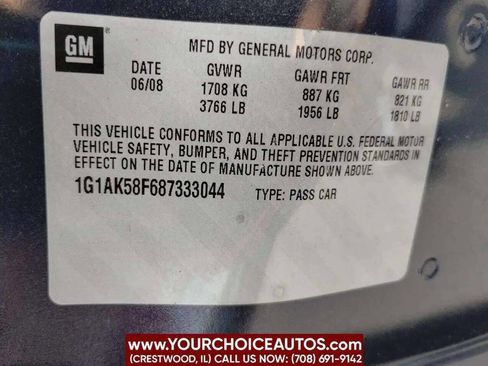 GM
MFD BY GENERAL MOTORS CORP.
DATE GVWR GAWR FRT GAWR RR
06/08 1708 KG 887 KG 821 KG
3766 LB 1956 LB 1810 LB
THIS VEHICLE CONFORMS TO ALL APPLICABLE U.S. FEDERAL MOTOR
VEHICLE SAFETY, BUMPER, AND THEFT PREVENTION STANDARDS IN
EFFECT ON THE DATE OF MANUFACTURE SHOWN ABOVE.
1G1AK58F687333044 TYPE: PASS CAR
WWW.YOURCHOICEAUTOS.COM
(CRESTWOOD, IL) CALL US NOW: (708) 691-9142